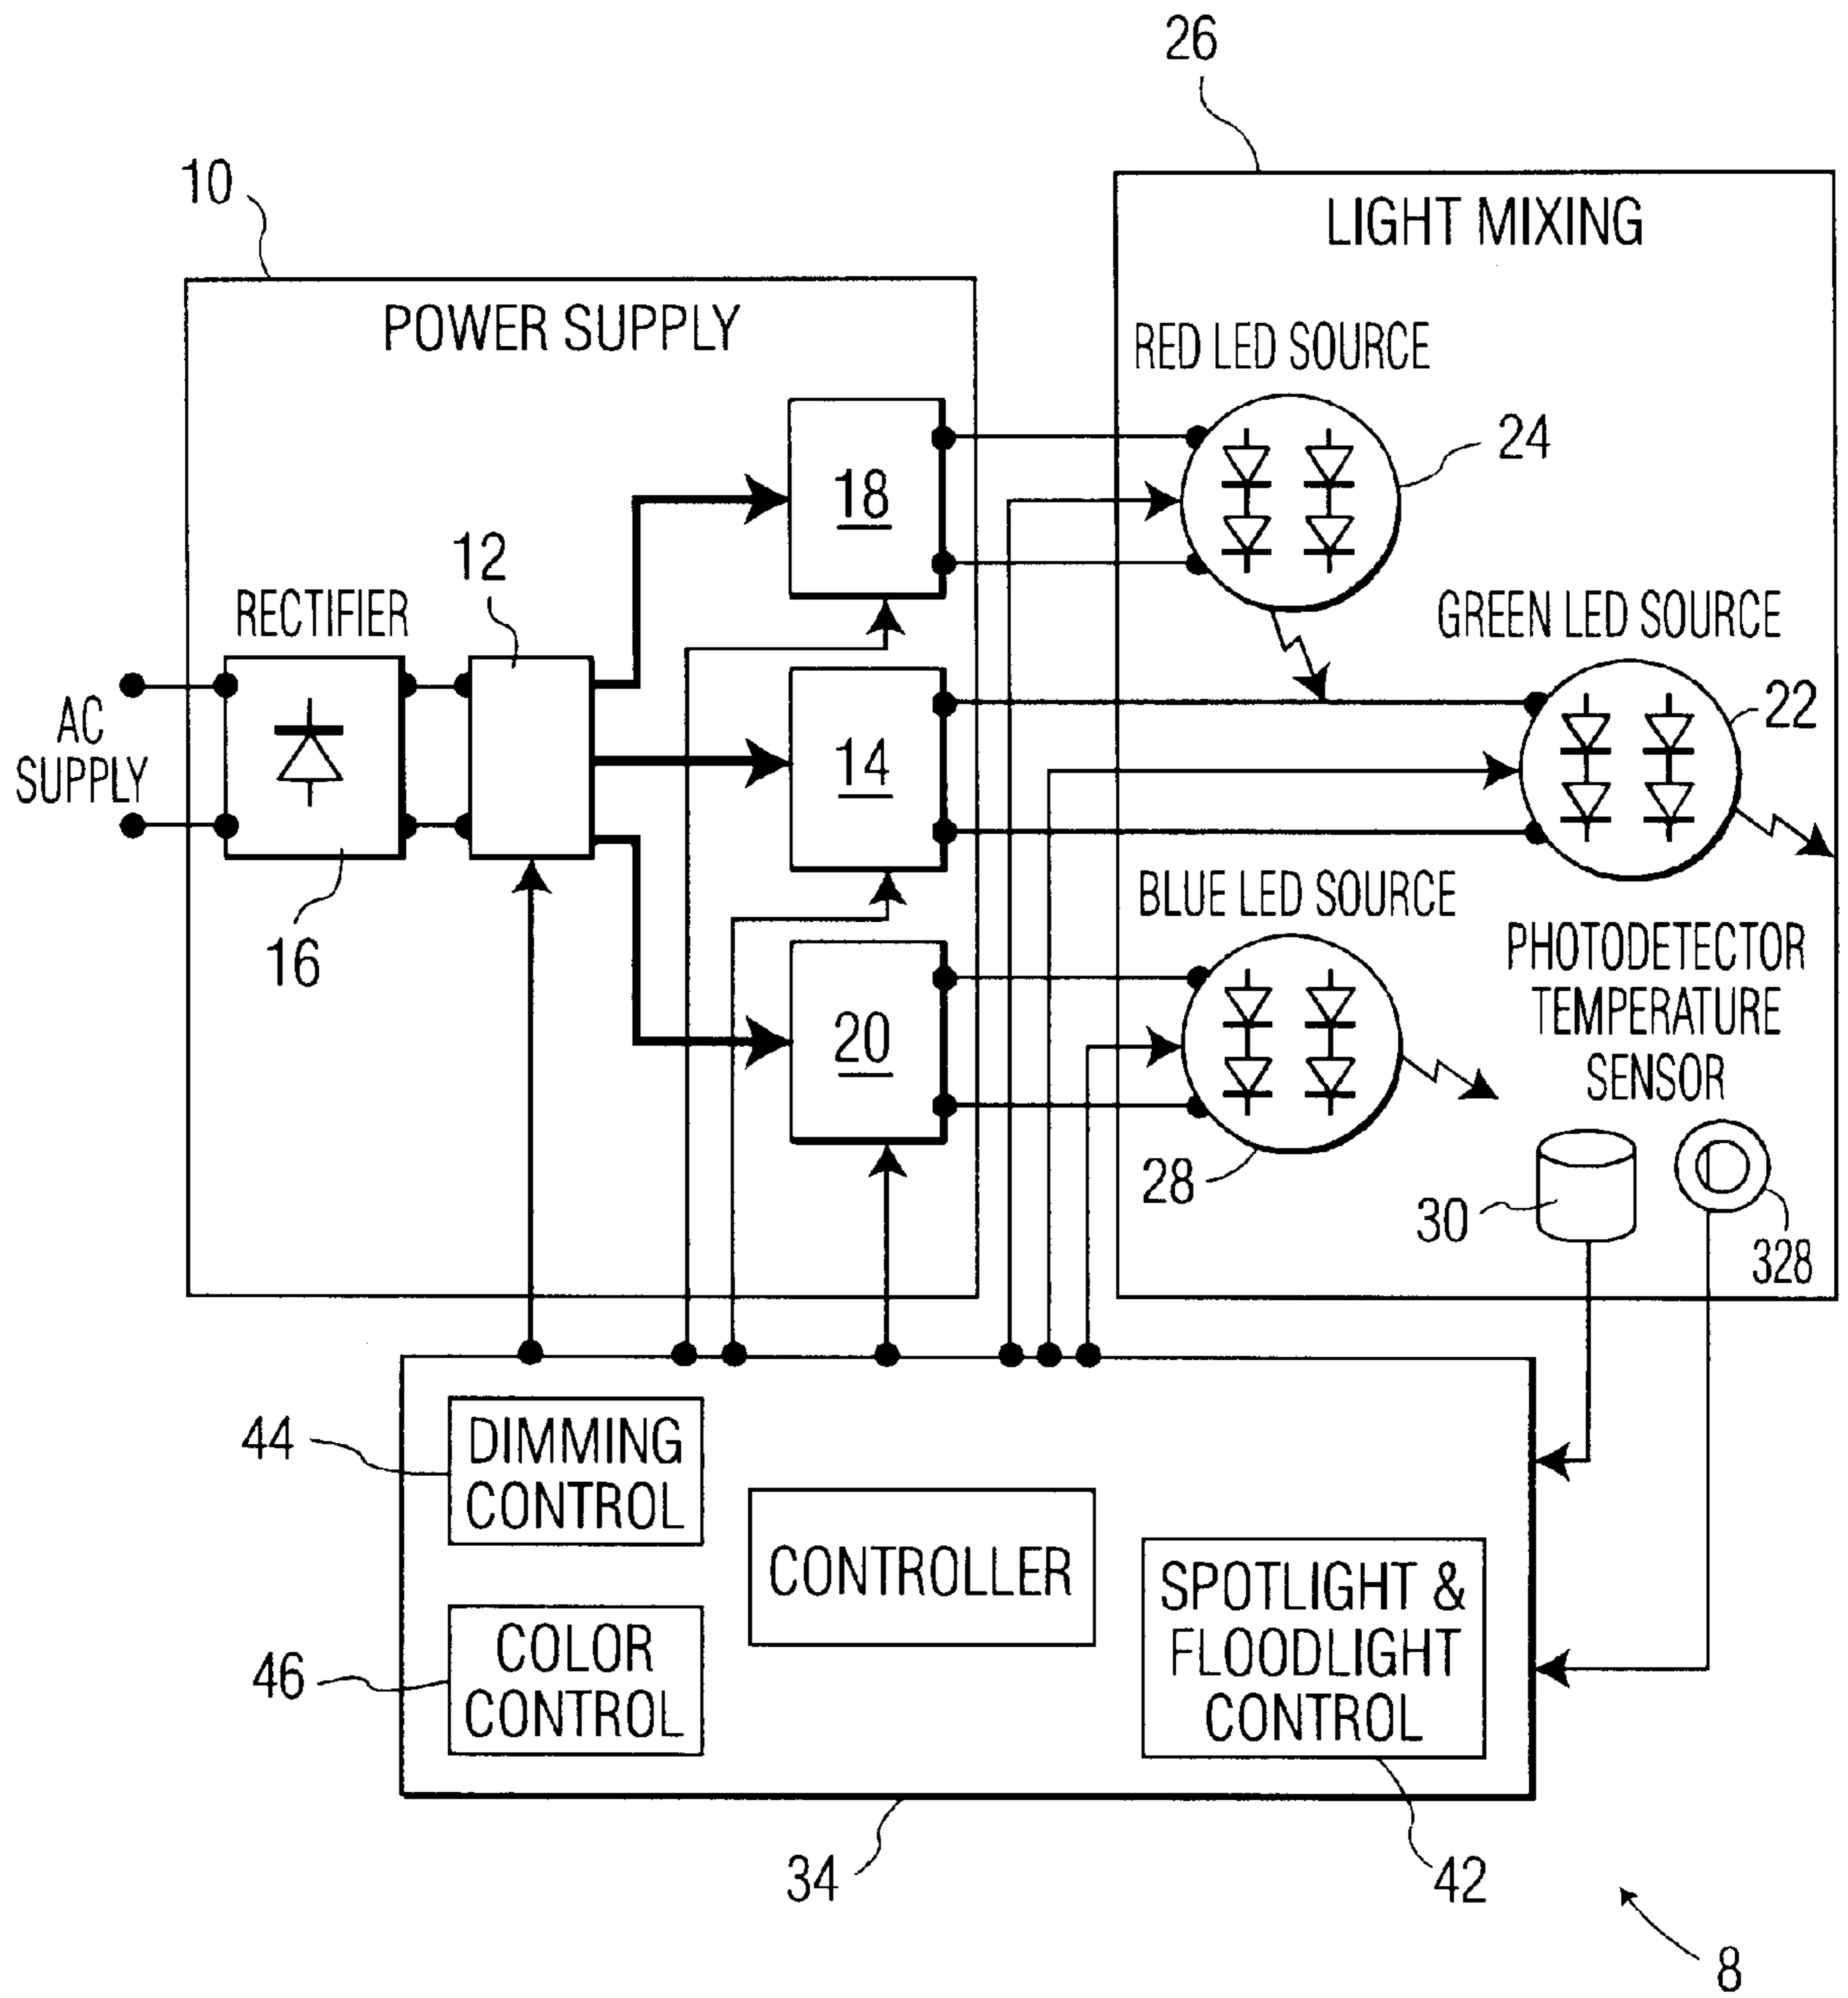 26
10
LIGHT MIXING
POWER SUPPLY
RED LED SOURCE
24
18
12
RECTIFIER
GREEN LED SOURCE
AC
SUPPLY
14
22
16
BLUE LED SOURCE
PHOTODETECTOR
TEMPERATURE
SENSOR
20
28
30
328
44
DIMMING
CONTROL
CONTROLLER
SPOTLIGHT &
FLOODLIGHT
CONTROL
46
COLOR
CONTROL
34
42
8